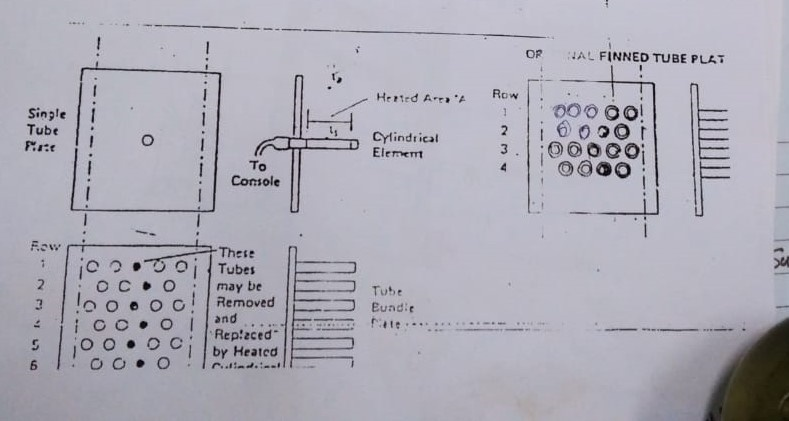 FINNED TUBE PLAT
Single
Tube
Plate
Heated Area 'A
Cylindrical
Element
To
Console
Row
1
2
3
4
Row
1
2
3
4
5
6
These
Tubes
may be
Removed
and
Replaced
by Heated
Cylindrical
Tube
Bundle
Plate